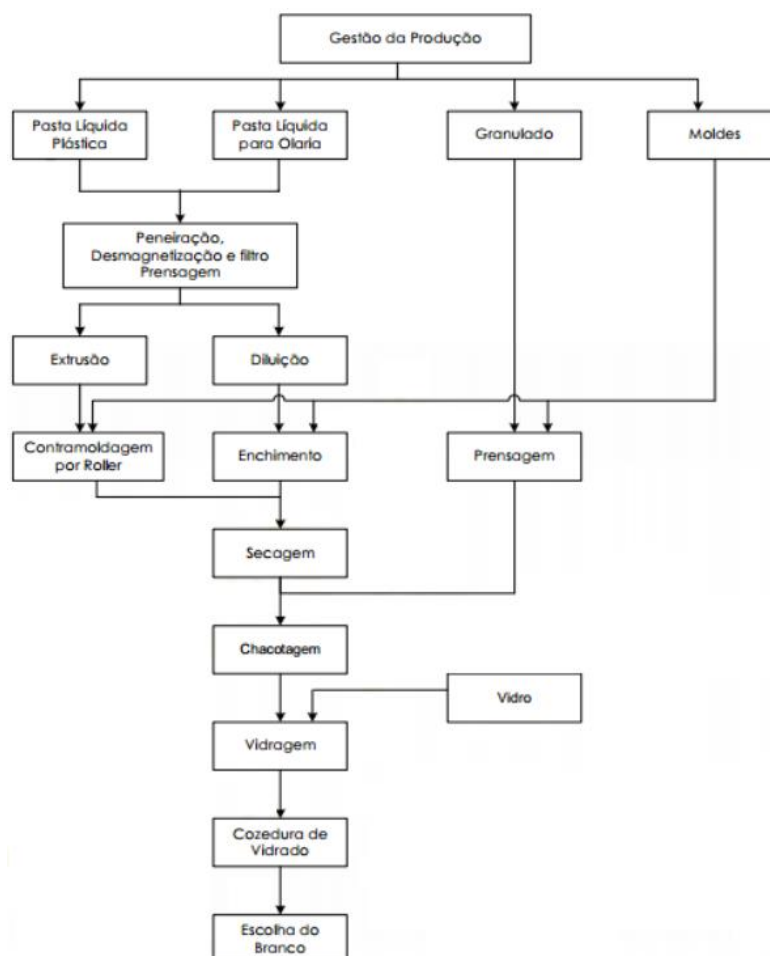 Gestão da Produção
Pasta Líquida
Plástica
Pasta Líquida
para Olaria
Granulado
Moldes
Peneiração,
Desmagnetização e filtro
Prensagem
Extrusão
Diluição
Contramoldagem
por Roller
Enchimento
Prensagem
Secagem
Chacotagem
Vidro
Vidragem
Cozedura de
Vidrado
Escolha do
Branco